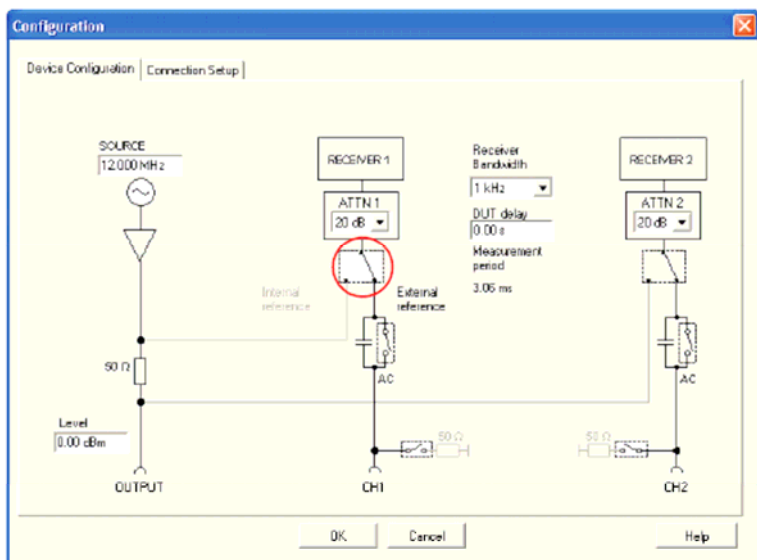 Configuration
Device Configuration
Connection Setup
SOURCE
12.000 MHz
RECEIVER 1
ATTN 1
20 dB
Receiver
Bandwidth
1 kHz
DUT delay
0.00 s
Measurement
period
3.06 ms
RECEIVER 2
ATTN 2
20 dB
Internal
reference
External
reference
50 Ω
AC
AC
Level
0.00 dBm
50 Ω
50 Ω
OUTPUT
CH1
CH2
OK
Cancel
Help